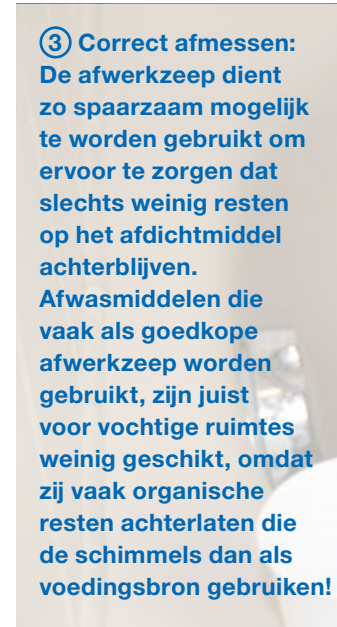 ③ Correct afmessen:
De afwerkzeep dient
zo spaarzaam mogelijk
te worden gebruikt om
ervoor te zorgen dat
slechts weinig resten
op het afdichtmiddel
achterblijven.
Afwasmiddelen die
vaak als goedkope
afwerkzeep worden
gebruikt, zijn juist
voor vochtige ruimtes
weinig geschikt, omdat
zij vaak organische
resten achterlaten die
de schimmels dan als
voedingsbron gebruiken!